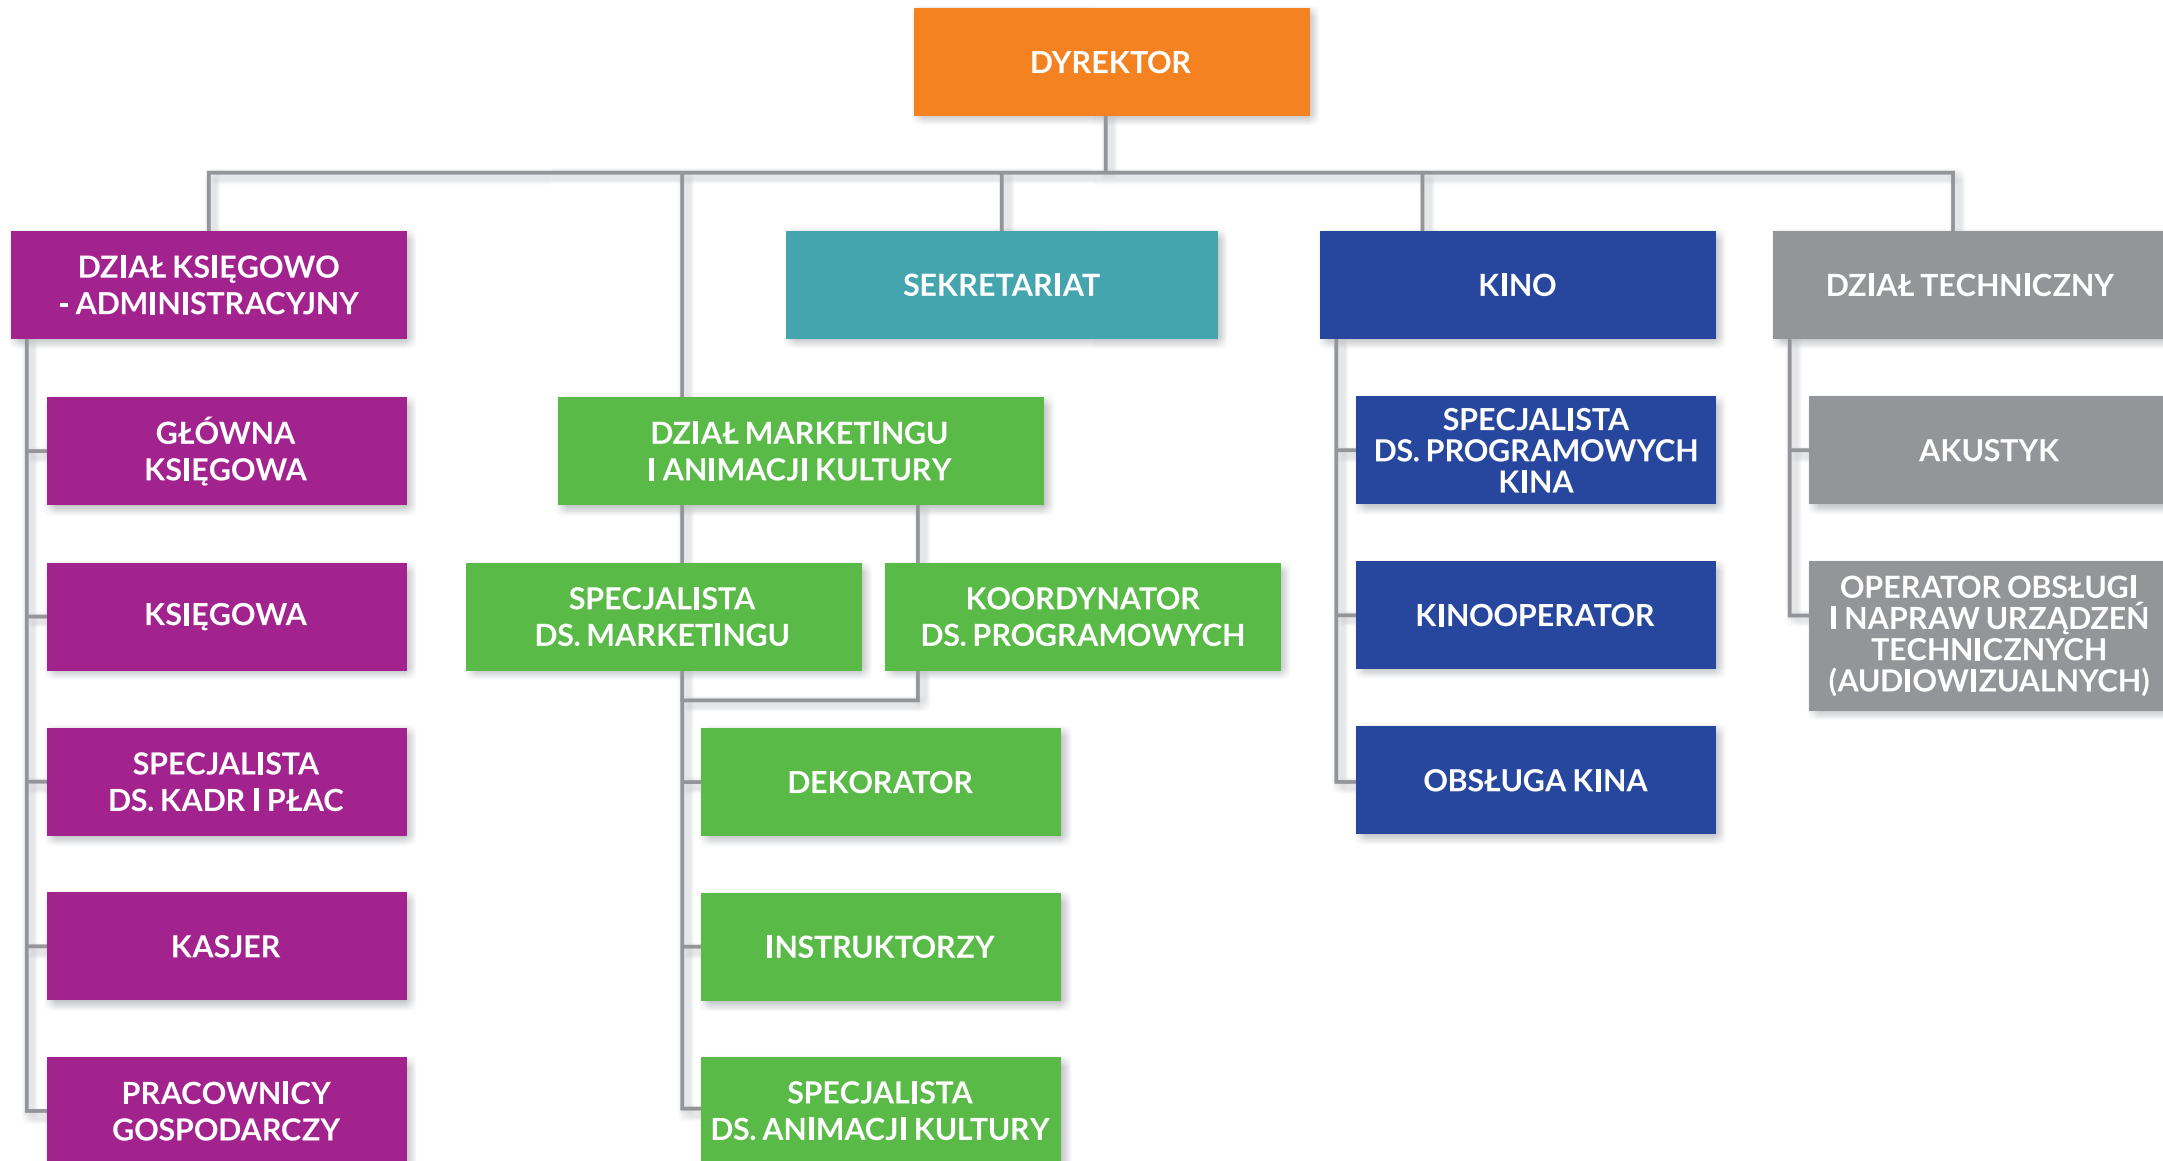 DYREKTOR
DZIAŁ KSIĘGOWO
- ADMINISTRACYJNY
GŁÓWNA
KSIĘGOWA
KSIĘGOWA
SPECJALISTA
DS. KADR I PŁAC
KASJER
PRACOWNICY
GOSPODARCZY
DZIAŁ MARKETINGU
I ANIMACJI KULTURY
SPECJALISTA
DS. MARKETINGU
KOORDYNATOR
DS. PROGRAMOWYCH
DEKORATOR
INSTRUKTORZY
SPECJALISTA
DS. ANIMACJI KULTURY
SEKRETARIAT
KINO
SPECJALISTA
DS. PROGRAMOWYCH
KINA
KINOOPERATOR
OBSŁUGA KINA
DZIAŁ TECHNICZNY
AKUSTYK
OPERATOR OBSŁUGI
I NAPRAW URZĄDZEŃ
TECHNICZNYCH
(AUDIOWIZUALNYCH)